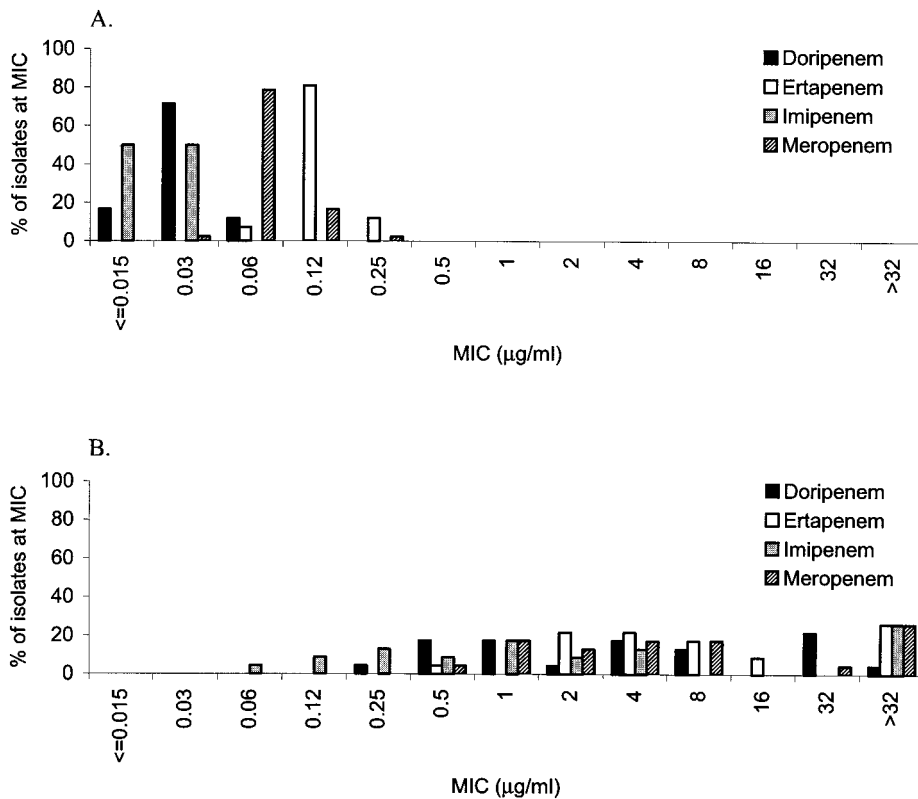 A.
% of isolates at MIC
100
80
60
40
20
0
Doripenem
Ertapenem
Imipenem
Meropenem
<=0.015
0.03
0.06
0.12
0.25
0.5
1
2
4
8
16
32
>32
MIC (μg/ml)
B.
% of isolates at MIC
100
80
60
40
20
0
Doripenem
Ertapenem
Imipenem
Meropenem
<=0.015
0.03
0.06
0.12
0.25
0.5
1
2
4
8
16
32
>32
MIC (μg/ml)